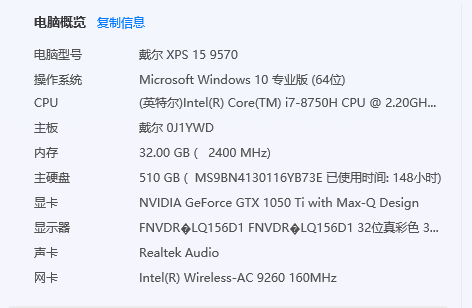 电脑概览 复制信息
电脑型号 戴尔 XPS 15 9570
操作系统 Microsoft Windows 10 专业版 (64位)
CPU (英特尔)Intel(R) Core(TM) i7-8750H CPU @ 2.20GH...
主板 戴尔 0J1YWD
内存 32.00 GB ( 2400 MHz)
主硬盘 510 GB ( MS9BN4130116YB73E 已使用时间: 148小时)
显卡 NVIDIA GeForce GTX 1050 Ti with Max-Q Design
显示器 FNVDR�LQ156D1 FNVDR�LQ156D1 32位真彩色 3...
声卡 Realtek Audio
网卡 Intel(R) Wireless-AC 9260 160MHz